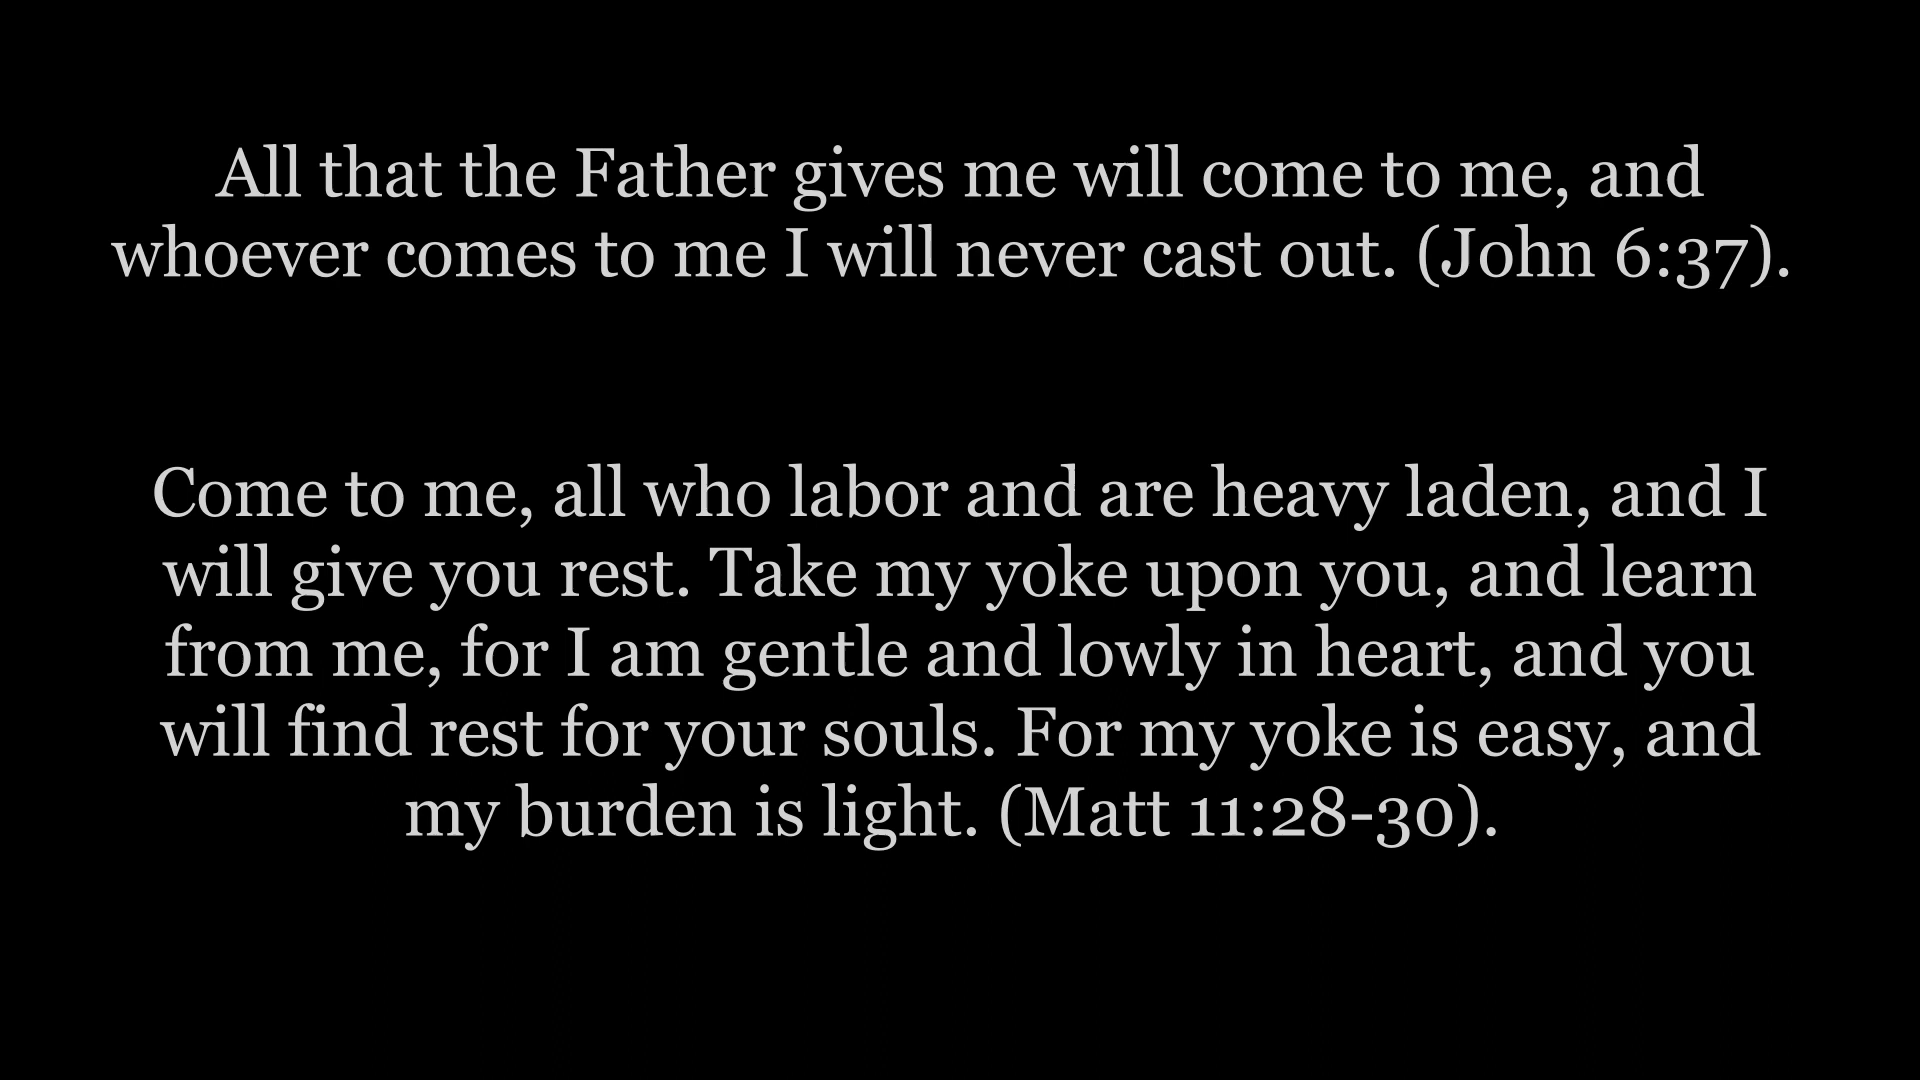 All that the Father gives me will come to me, and
whoever comes to me I will never cast out. (John 6:37).
Come to me, all who labor and are heavy laden, and I
will give you rest. Take my yoke upon you, and learn
from me, for I am gentle and lowly in heart, and you
will find rest for your souls. For my yoke is easy, and
my burden is light. (Matt 11:28-30).